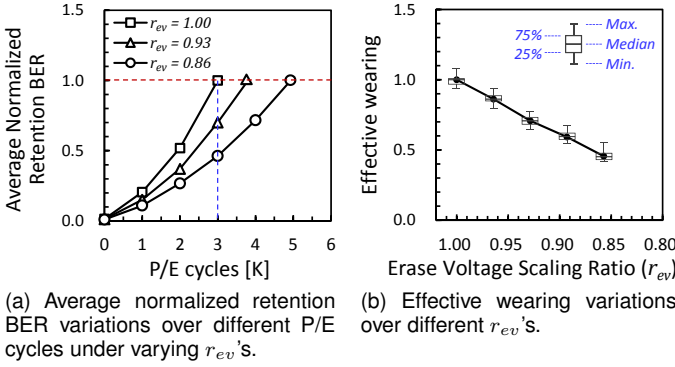 1.5
1.0
0.5
0.0
Average Normalized
Retention BER
r_ev = 1.00
r_ev = 0.93
r_ev = 0.86
0 1 2 3 4 5 6
P/E cycles [K]
(a) Average normalized retention
BER variations over different P/E
cycles under varying r_ev's.
1.5
1.0
0.5
0.0
Effective wearing
75%
25%
Max.
Median
Min.
1.00 0.95 0.90 0.85 0.80
Erase Voltage Scaling Ratio (r_ev)
(b) Effective wearing variations
over different r_ev's.